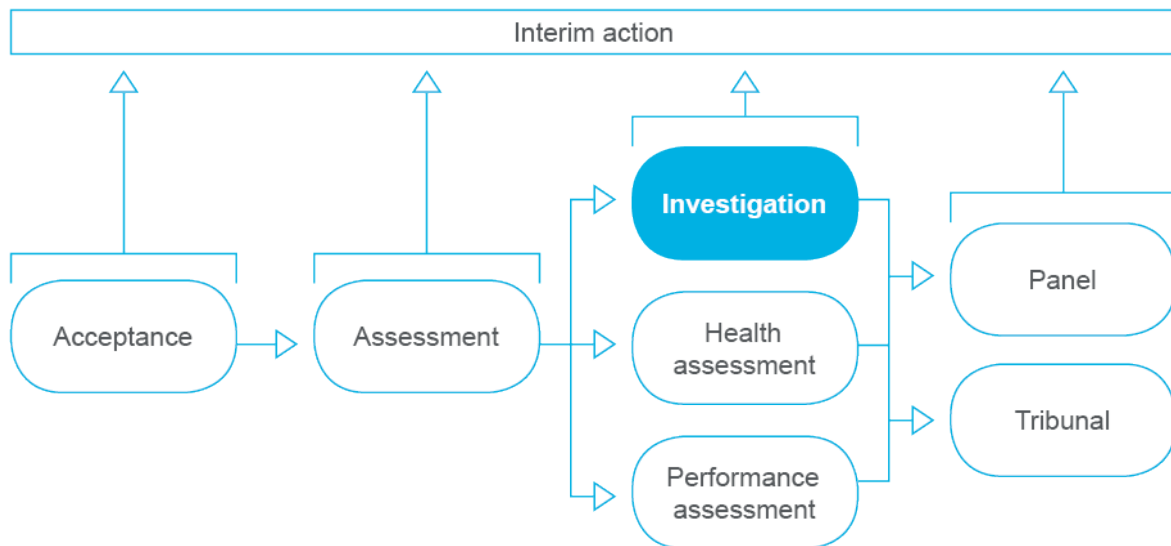 Interim action
Acceptance
Assessment
Investigation
Health
assessment
Performance
assessment
Panel
Tribunal